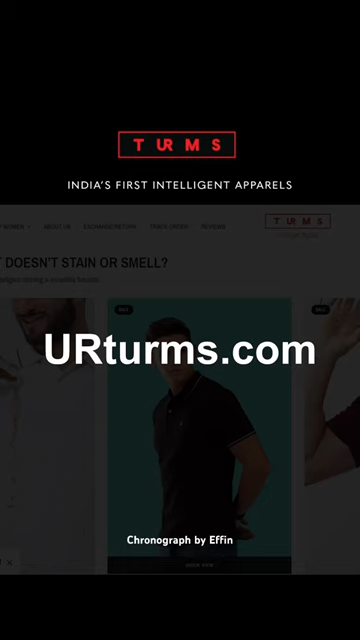 TURMS
INDIA'S FIRST INTELLIGENT APPARELS
TURMS
WOMEN ABOUT US EXCHANGE/RETURN TRACK ORDER REVIEWS
DOESN'T STAIN OR SMELL?
URturms.com
Chronograph by Effin